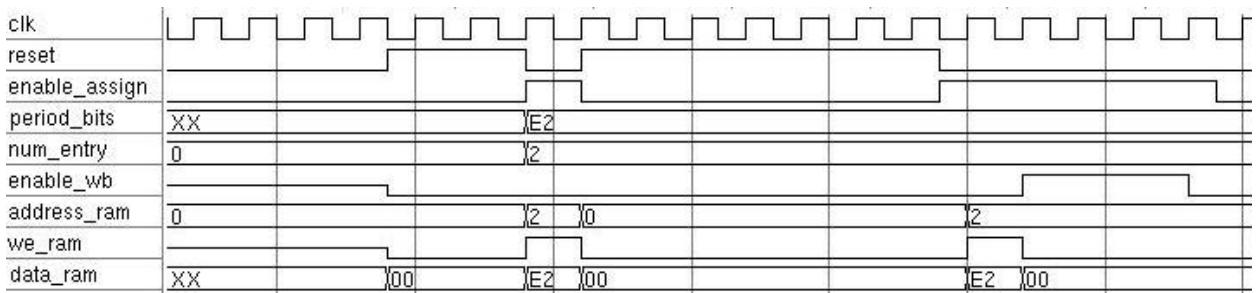 clk
reset
enable_assign
period_bits XX E2
num_entry 0 2
enable_wb
address_ram 0 2 0 2
we_ram
data_ram XX 00 E2 00 E2 00